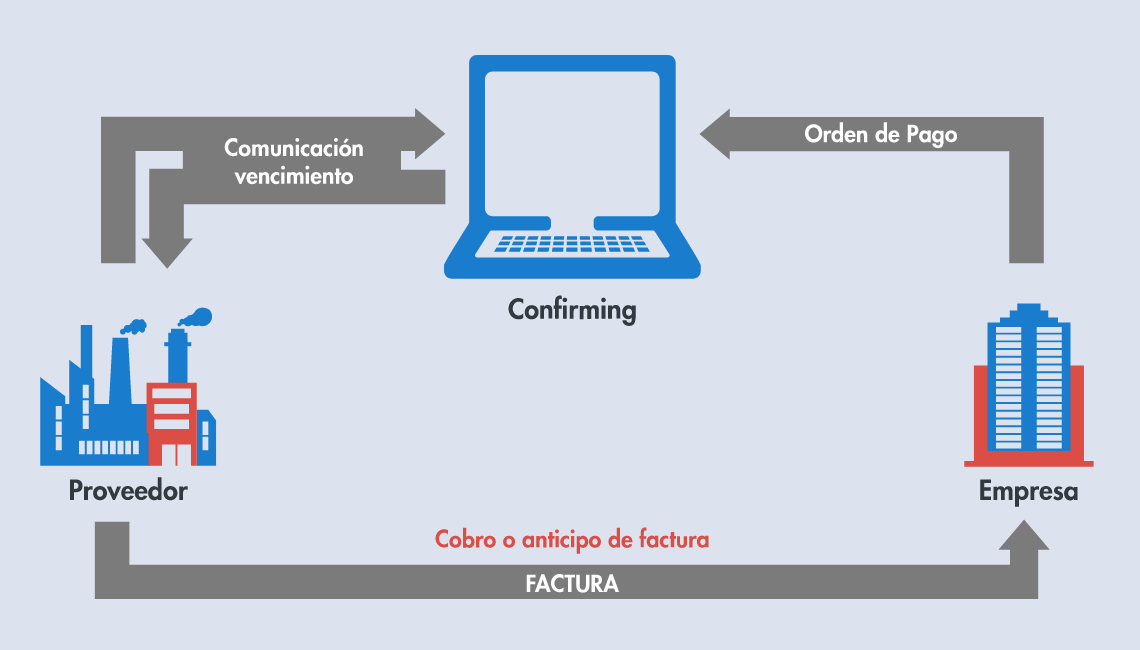 Comunicación
vencimiento
Orden de Pago
Confirming
Proveedor
Empresa
Cobro o anticipo de factura
FACTURA